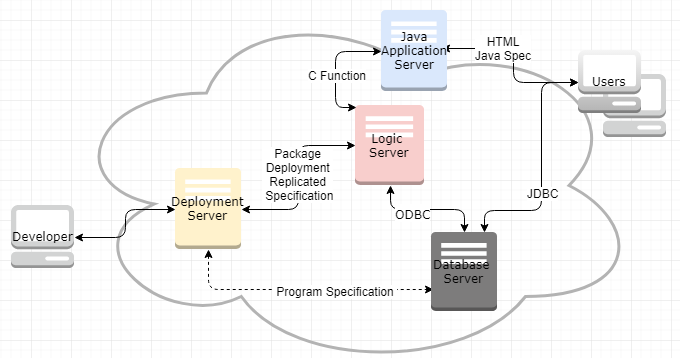 Java
Application
Server
HTML
Java Spec
C Function
Users
Logic
Server
Package
Deployment
Replicated
Specification
Deployment
Server
JDBC
ODBC
Developer
Database
Server
Program Specification